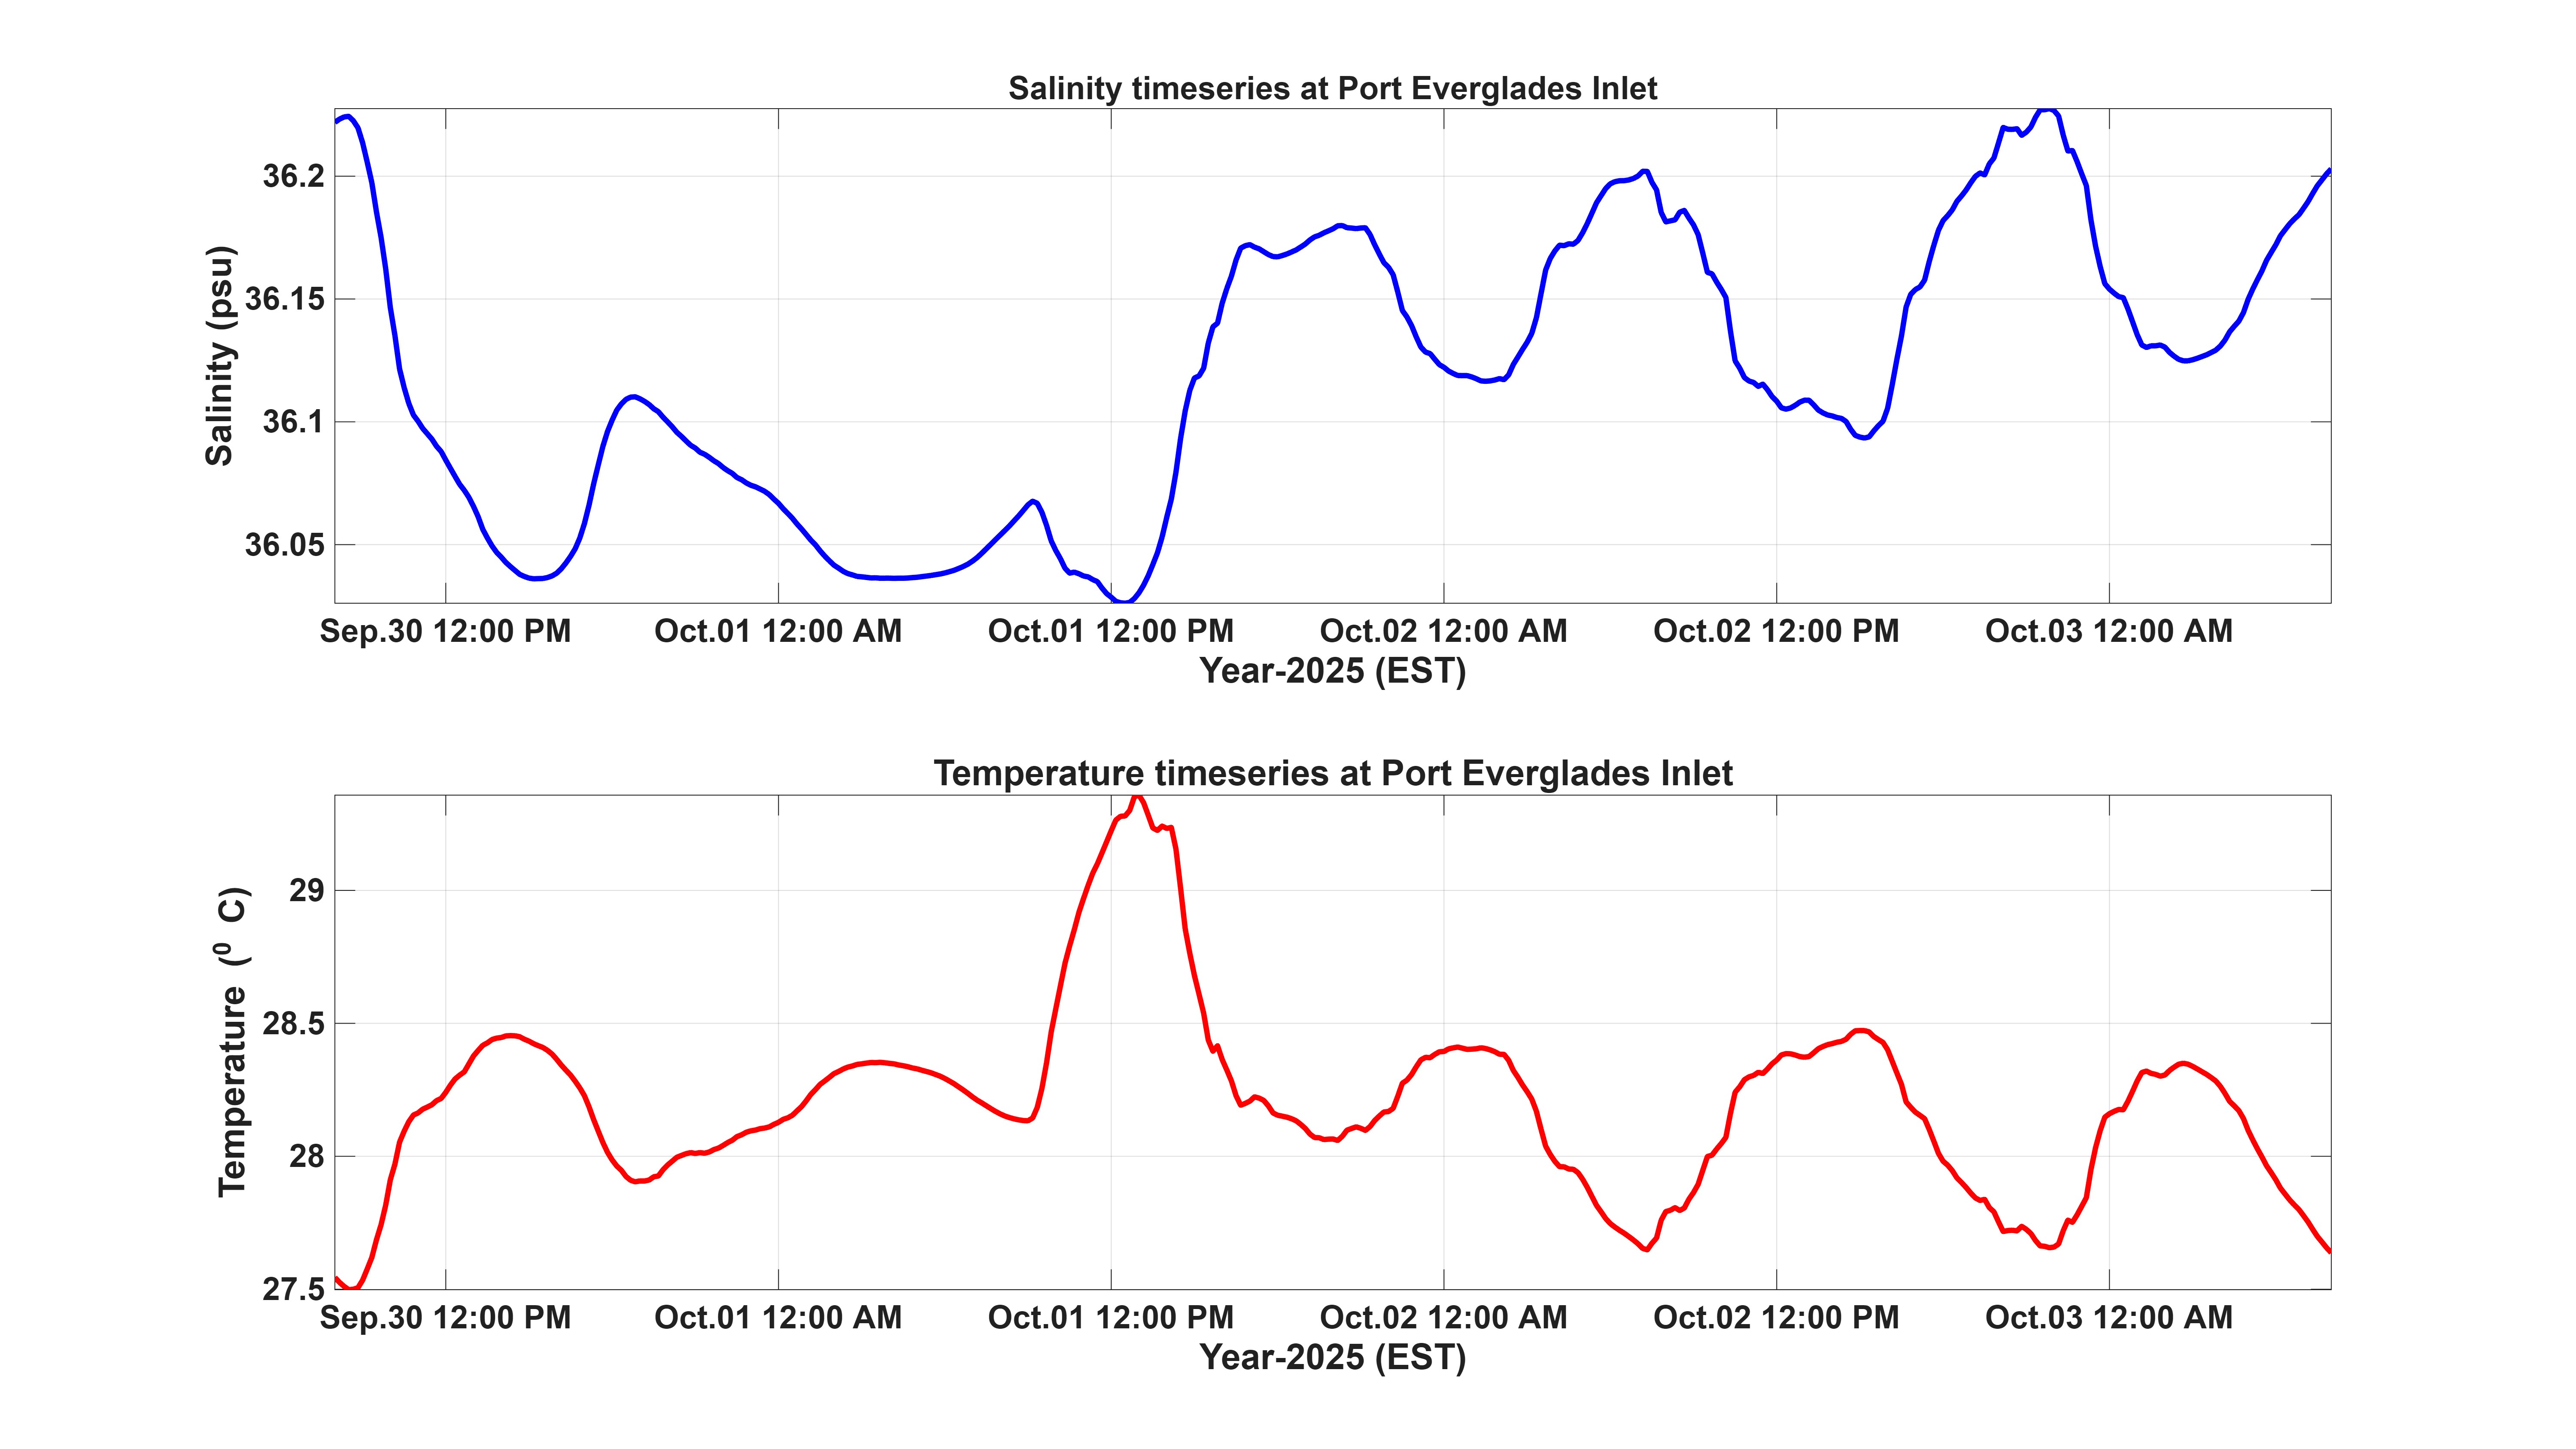 Salinity timeseries at Port Everglades Inlet
Salinity (psu)
36.2
36.15
36.1
36.05
Sep.30 12:00 PM Oct.01 12:00 AM Oct.01 12:00 PM Oct.02 12:00 AM Oct.02 12:00 PM Oct.03 12:00 AM
Year-2025 (EST)
Temperature timeseries at Port Everglades Inlet
Temperature (⁰ C)
29
28.5
28
27.5
Sep.30 12:00 PM Oct.01 12:00 AM Oct.01 12:00 PM Oct.02 12:00 AM Oct.02 12:00 PM Oct.03 12:00 AM
Year-2025 (EST)